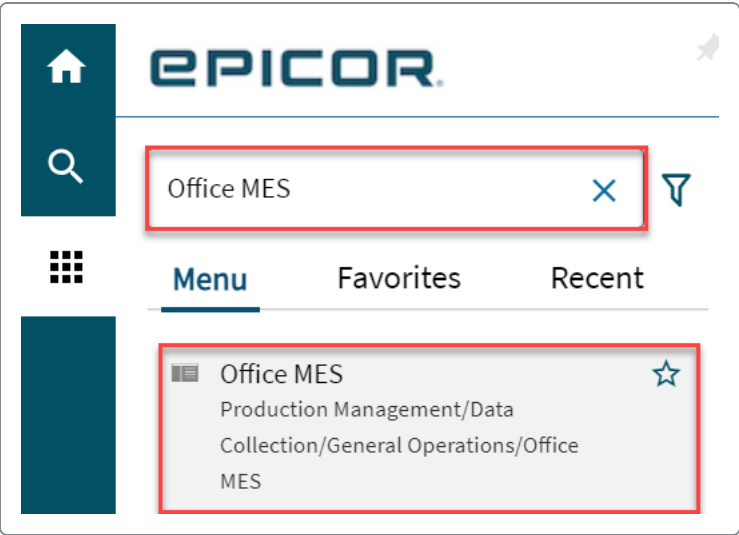 EPICOR
Office MES
Menu Favorites Recent
Office MES
Production Management/Data
Collection/General Operations/Office
MES